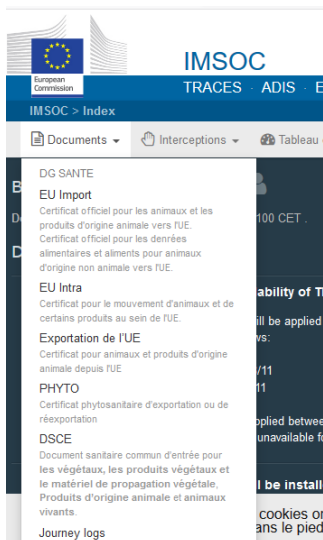 European
Commission
IMSOC
TRACES · ADIS · E
IMSOC > Index
Documents
Interceptions
Tableau
DG SANTE
EU Import
Certificat officiel pour les animaux et les
produits d'origine animale vers l'UE.
Certificat officiel pour les denrées
alimentaires et aliments pour animaux
d'origine non animale vers l'UE.
EU Intra
Certificat pour le mouvement d'animaux et de
certains produits au sein de l'UE.
Exportation de l'UE
Certificat pour animaux et produits d'origine
animale depuis l'UE
PHYTO
Certificat phytosanitaire d'exportation ou de
réexportation
DSCE
Document sanitaire commun d'entrée pour
les végétaux, les produits végétaux et
le matériel de propagation végétale,
Produits d'origine animale et animaux
vivants.
Journey logs
B
D
D
100 CET .
ability of T
ill be applied
ws:
/11
11
pplied betwee
unavailable fo
l be install
cookies o
ans le pied